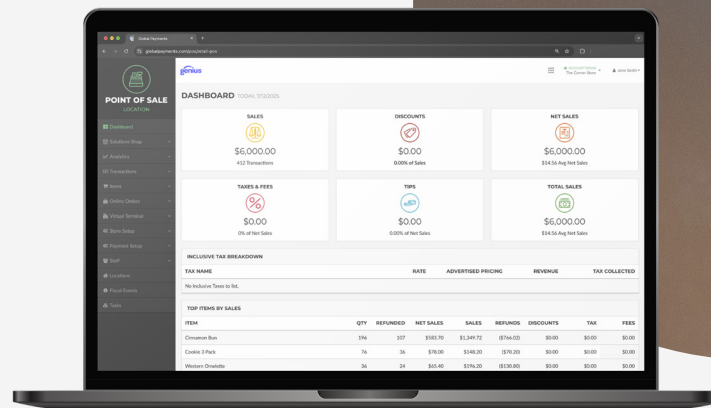 Global Payments
globalpayments.com/pos/retail-pos
genius
The Corner Store
Jane Smith
POINT OF SALE
LOCATION
Dashboard
Solutions Shop
Analytics
Transactions
Items
Online Orders
Virtual Terminal
Store Setup
Payment Setup
Staff
Locations
Fiscal Events
Tasks
DASHBOARD TODAY, 7/2/2025
SALES
$6,000.00
412 Transactions
DISCOUNTS
$0.00
0.00% of Sales
NET SALES
$6,000.00
$14.56 Avg Net Sales
TAXES & FEES
$0.00
0% of Net Sales
TIPS
$0.00
0.00% of Net Sales
TOTAL SALES
$6,000.00
$14.56 Avg Net Sales
INCLUSIVE TAX BREAKDOWN
TAX NAME RATE ADVERTISED PRICING REVENUE TAX COLLECTED
No Inclusive Taxes to list.
TOP ITEMS BY SALES
ITEM QTY REFUNDED NET SALES SALES REFUNDS DISCOUNTS TAX FEES
Cinnamon Bun 196 107 $583.70 $1,349.72 ($766.02) $0.00 $0.00 $0.00
Cookie 3 Pack 76 36 $78.00 $148.20 ($70.20) $0.00 $0.00 $0.00
Western Omelette 36 24 $65.40 $196.20 ($130.80) $0.00 $0.00 $0.00